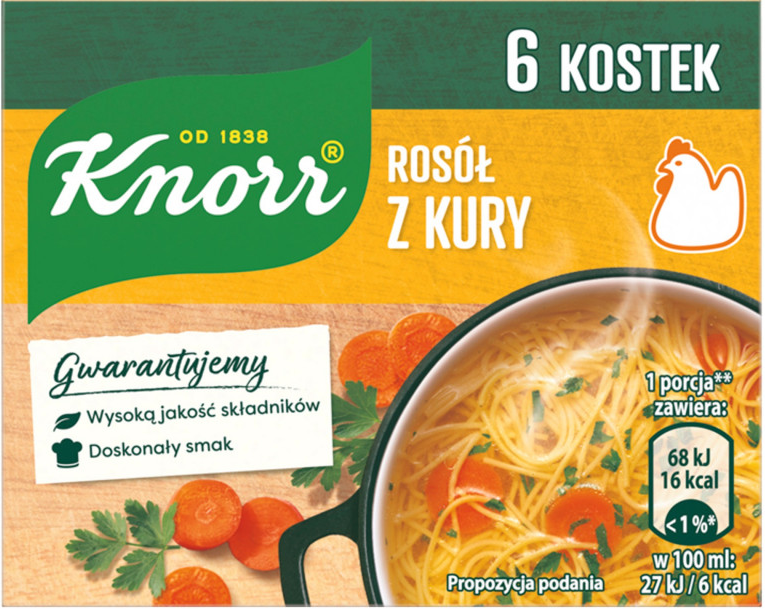 6 KOSTEK
OD 1838
Knorr®
ROSÓŁ
Z KURY
Gwarantujemy
Wysoką jakość składników
Doskonały smak
1 porcja**
zawiera:
68 kJ
16 kcal
<1%*
w 100 ml:
27 kJ/6 kcal
Propozycja podania